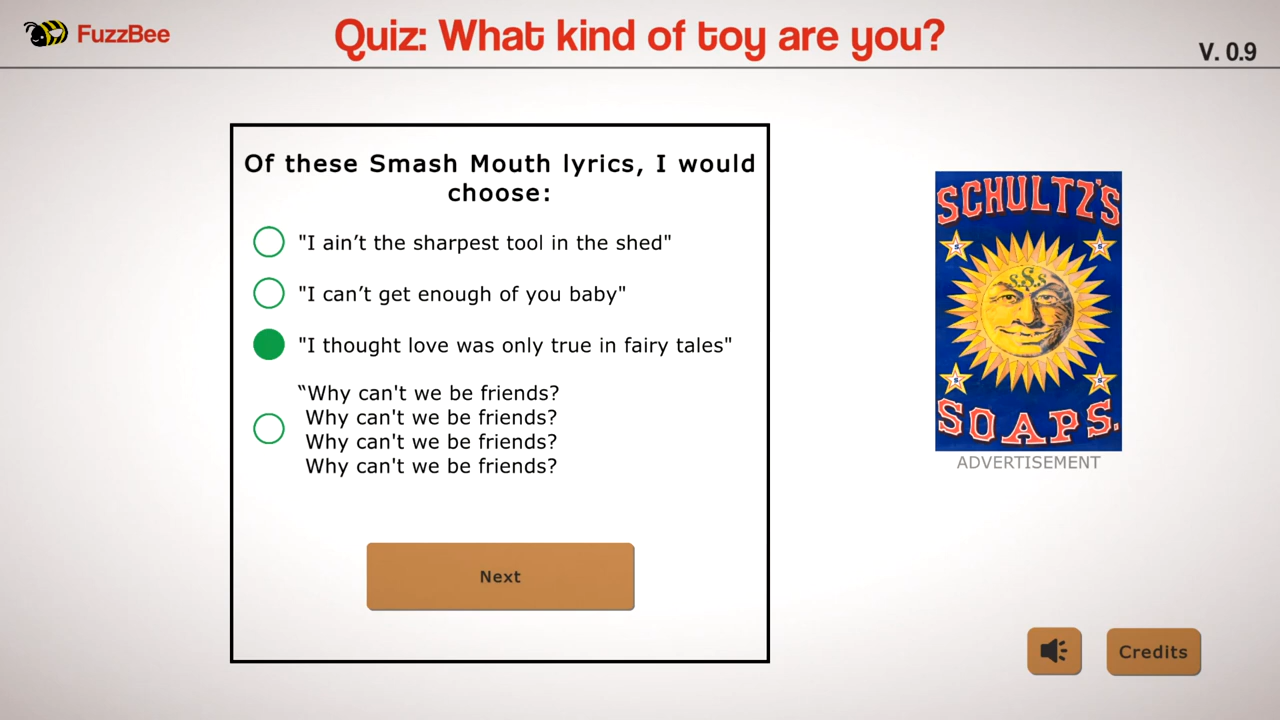 FuzzBee
Quiz: What kind of toy are you?
V. 0.9
Of these Smash Mouth lyrics, I would
choose:
"I ain’t the sharpest tool in the shed"
"I can’t get enough of you baby"
"I thought love was only true in fairy tales"
“Why can't we be friends?
Why can't we be friends?
Why can't we be friends?
Why can't we be friends?
Next
SCHULTZ'S
S.S.S
SOAPS.
ADVERTISEMENT
Credits